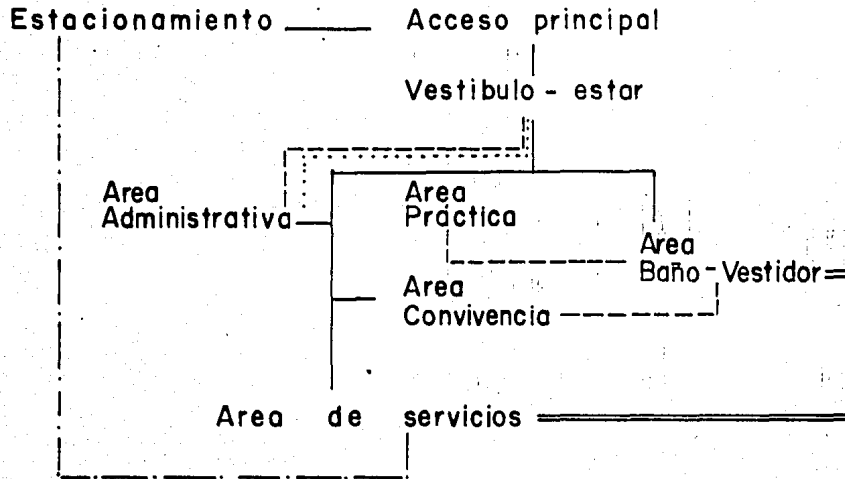 Estacionamiento
Acceso principal
Vestibulo - estar
Area
Administrativa
Area
Práctica
Area
Baño - Vestidor
Area
Convivencia
Area de servicios